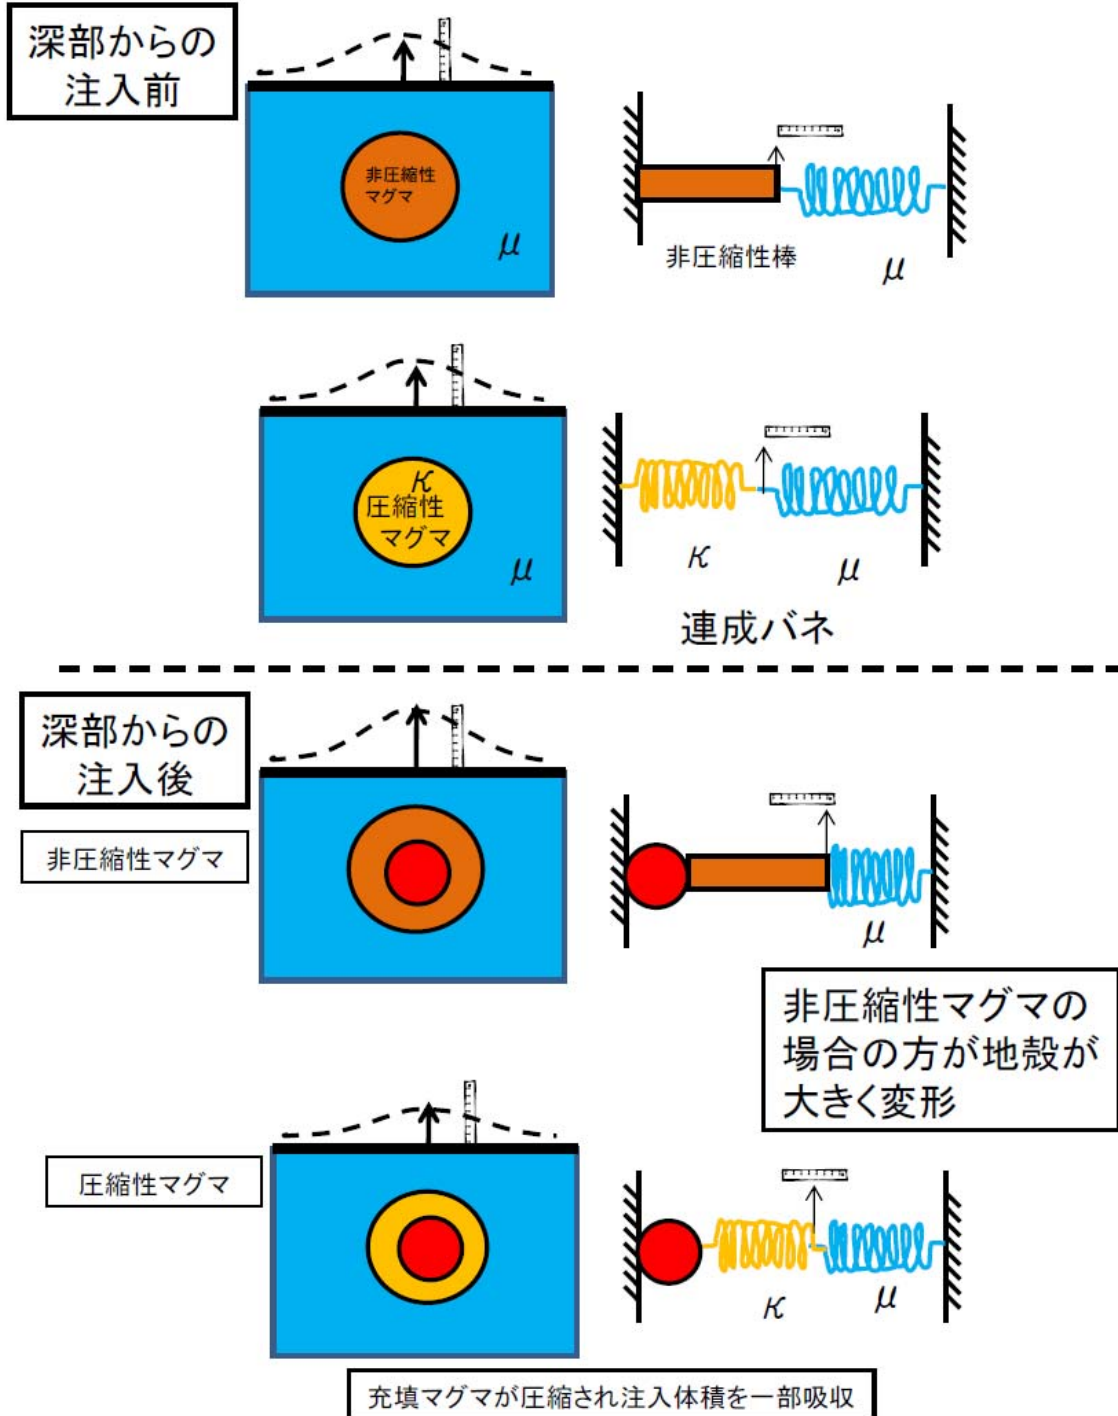 深部からの
注入前
非圧縮性
マグマ
μ
非圧縮性棒
μ
κ
圧縮性
マグマ
μ
κ
μ
連成バネ
深部からの
注入後
非圧縮性マグマ
μ
非圧縮性マグマの
場合の方が地殻が
大きく変形
圧縮性マグマ
κ
μ
充填マグマが圧縮され注入体積を一部吸収